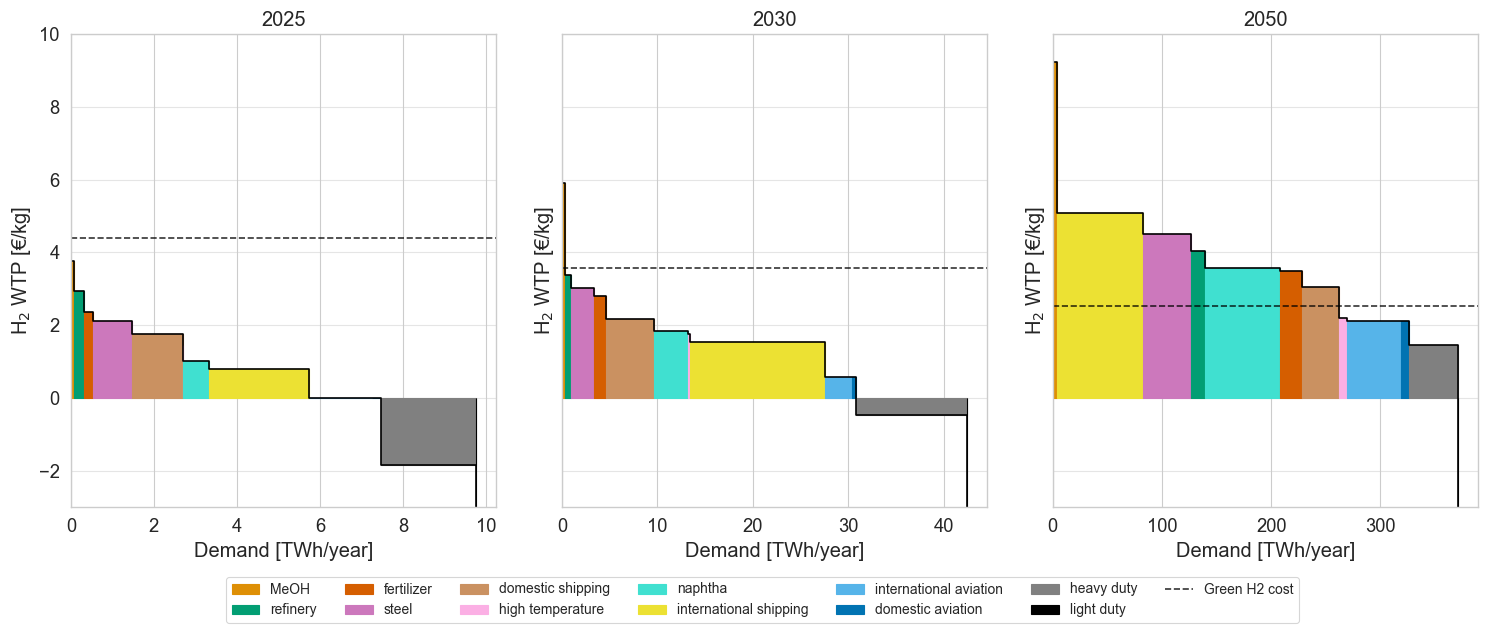 2025
2030
2050
10
8
6
4
2
0
−2
H2 WTP [€/kg]
H2 WTP [€/kg]
H2 WTP [€/kg]
0 2 4 6 8 10
0 10 20 30 40
0 100 200 300
Demand [TWh/year]
Demand [TWh/year]
Demand [TWh/year]
MeOH fertilizer domestic shipping naphtha international aviation heavy duty Green H2 cost
refinery steel high temperature international shipping domestic aviation light duty